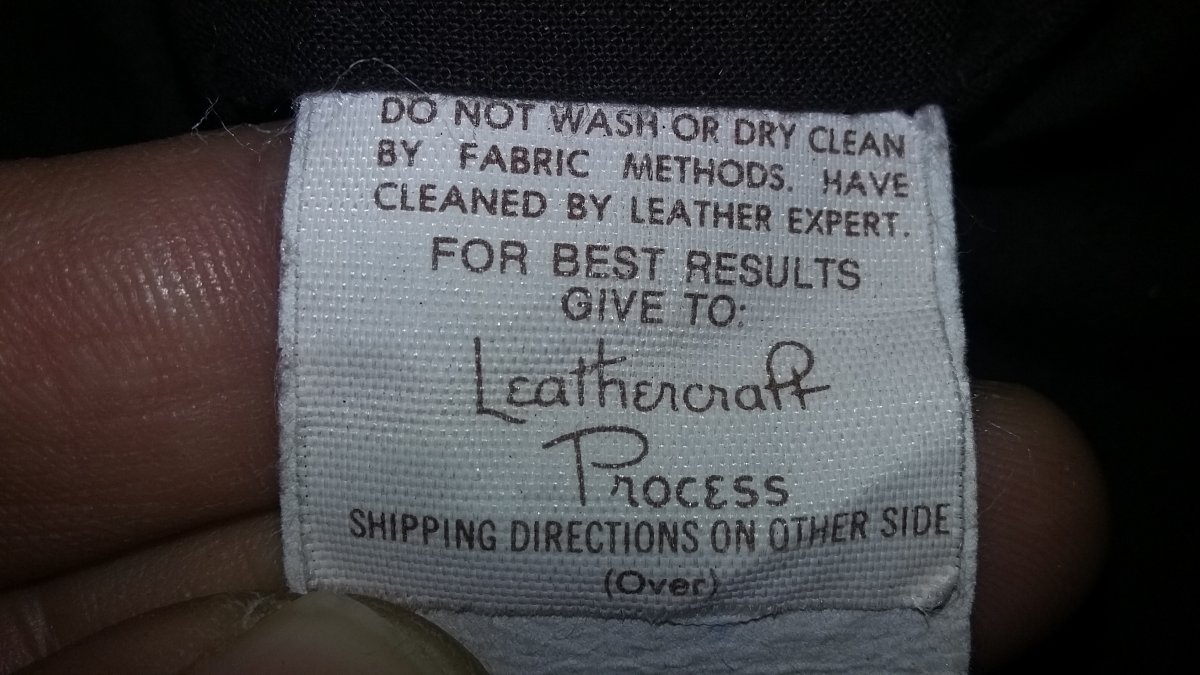 DO NOT WASH OR DRY CLEAN
BY FABRIC METHODS. HAVE
CLEANED BY LEATHER EXPERT.
FOR BEST RESULTS
GIVE TO:
Leathercraft
Process
SHIPPING DIRECTIONS ON OTHER SIDE
(Over)